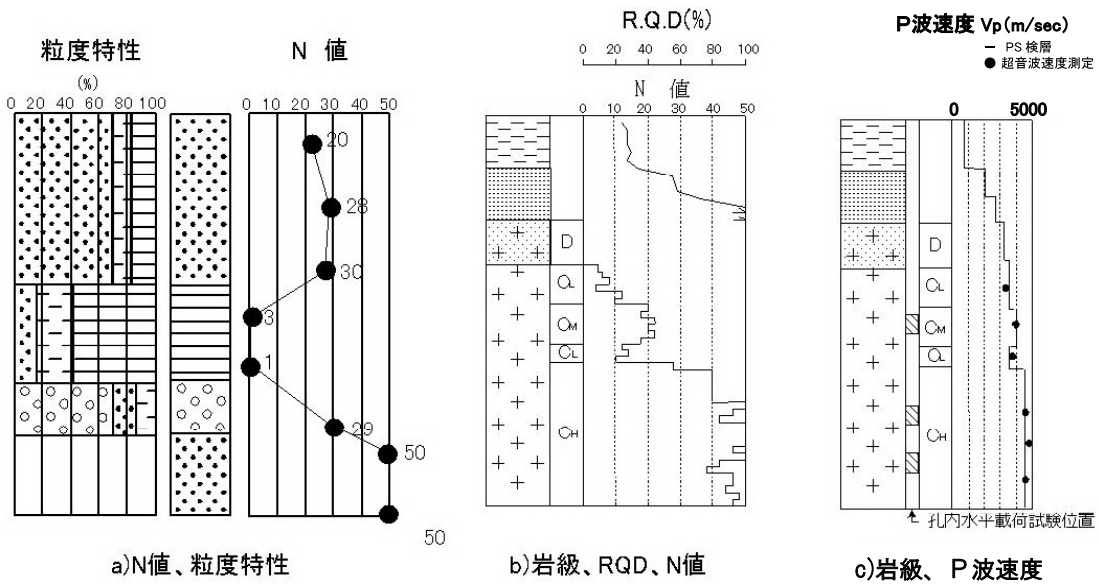 粒度特性
(%)
0 20 40 60 80 100
N 値
0 10 20 30 40 50
20
28
30
3
1
29
50
50
a)N値、粒度特性
R.Q.D(%)
0 20 40 60 80 100
N 値
0 10 20 30 40 50
D
CL
CM
CL
CH
b)岩級、RQD、N値
P波速度 Vp(m/sec)
― PS検層
● 超音波速度測定
0 5000
D
CL
CM
CL
CH
孔内水平載荷試験位置
c)岩級、P波速度